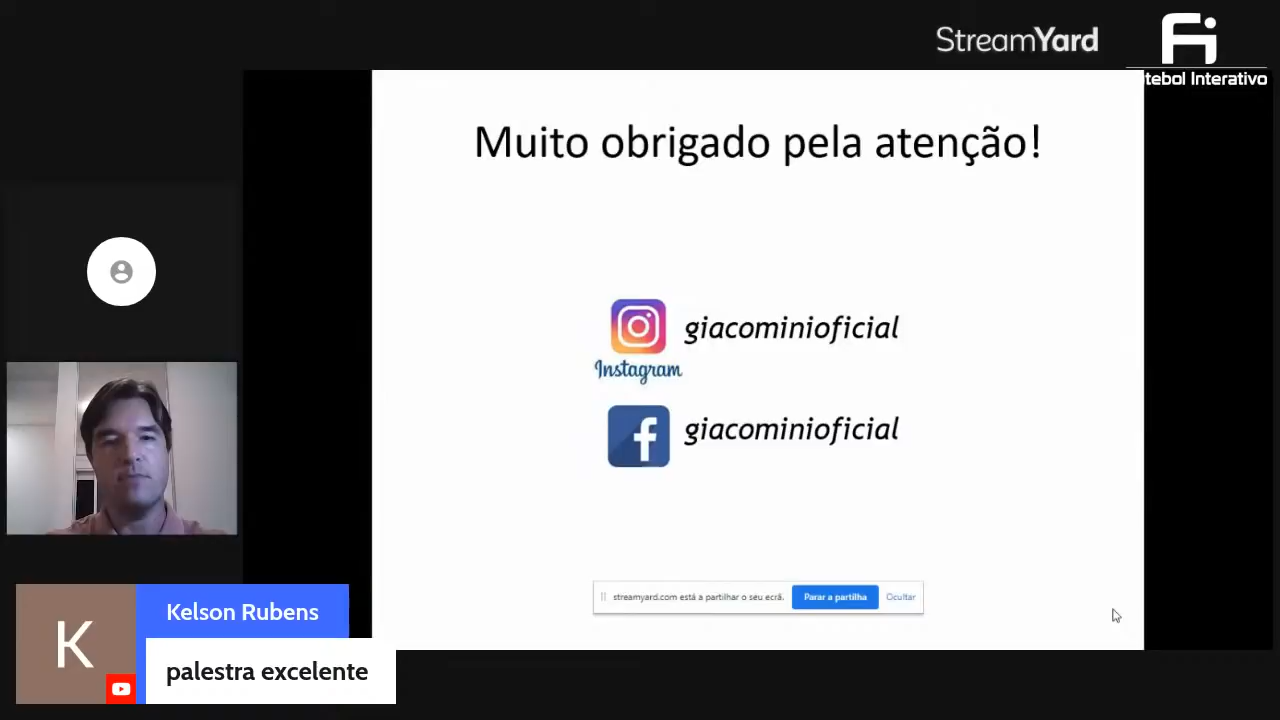 StreamYard
tebol Interativo
Muito obrigado pela atenção!
giacominioficial
Instagram
giacominioficial
streamyard.com está a partilhar o seu ecrã. Parar a partilha Ocultar
K
Kelson Rubens
palestra excelente